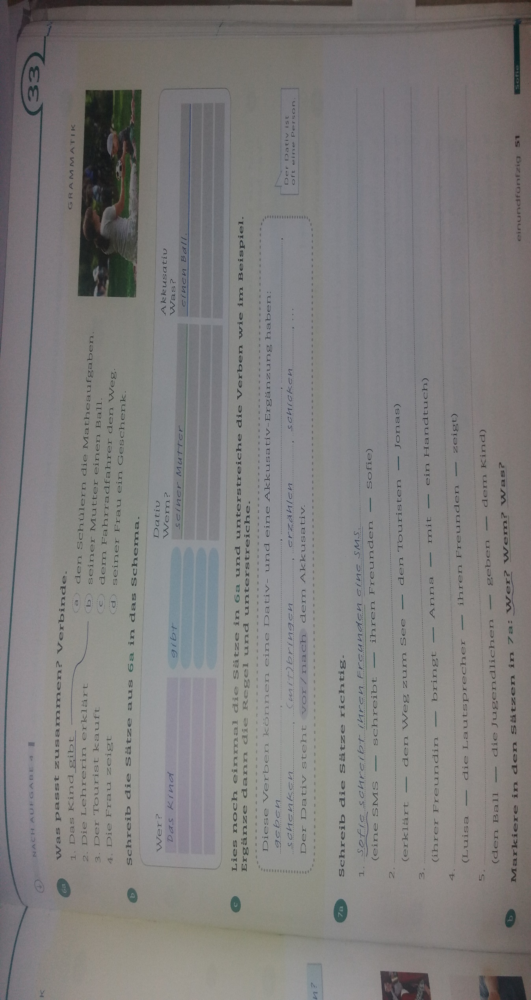 33
NACH AUFGABE 4
GRAMMATIK
6a Was passt zusammen? Verbinde.
1. Das Kind gibt
2. Die Lehrerin erklärt
3. Der Tourist kauft
4. Die Frau zeigt
a den Schülern die Matheaufgaben.
b seiner Mutter einen Ball.
c dem Fahrradfahrer den Weg.
d seiner Frau ein Geschenk.
b Schreib die Sätze aus 6a in das Schema.
Wer?
Dativ
Wem?
Akkusativ
Was?
Das Kind gibt seiner Mutter einen Ball.
c Lies noch einmal die Sätze in 6a und unterstreiche die Verben wie im Beispiel.
Ergänze dann die Regel und unterstreiche.
Diese Verben können eine Dativ- und eine Akkusativ-Ergänzung haben:
geben, , , ,
schenken, (mit)bringen, erzählen, schicken, ...
Der Dativ steht vor/nach dem Akkusativ.
Der Dativ ist
oft eine Person.
7a Schreib die Sätze richtig.
1. Sofie schreibt ihren Freunden eine SMS.
(eine SMS — schreibt — ihren Freunden — Sofie)
2.
(erklärt — den Weg zum See — den Touristen — Jonas)
3.
(ihrer Freundin — bringt — Anna — mit — ein Handtuch)
4.
(Luisa — die Lautsprecher — ihren Freunden — zeigt)
5.
(den Ball — die Jugendlichen — geben — dem Kind)
b Markiere in den Sätzen in 7a: Wer? Wem? Was?
einundfünfzig 51
Sofie
K
n?